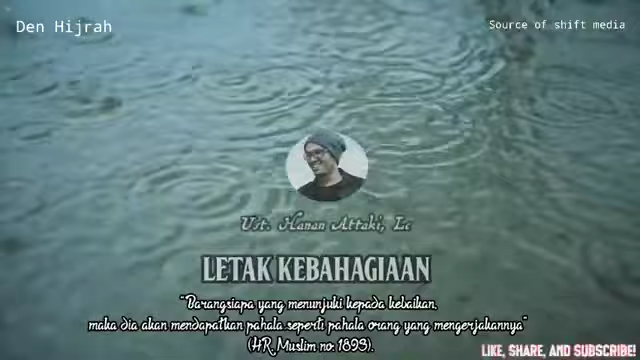 Den Hijrah
Source of shift media
Ust. Hanan Attaki, Lc
LETAK KEBAHAGIAAN
"Barangsiapa yang menunjuki kepada kebaikan,
maka dia akan mendapatkan pahala seperti pahala orang yang mengerjakannya"
(HR. Muslim no. 1893).
LIKE, SHARE, AND SUBSCRIBE!